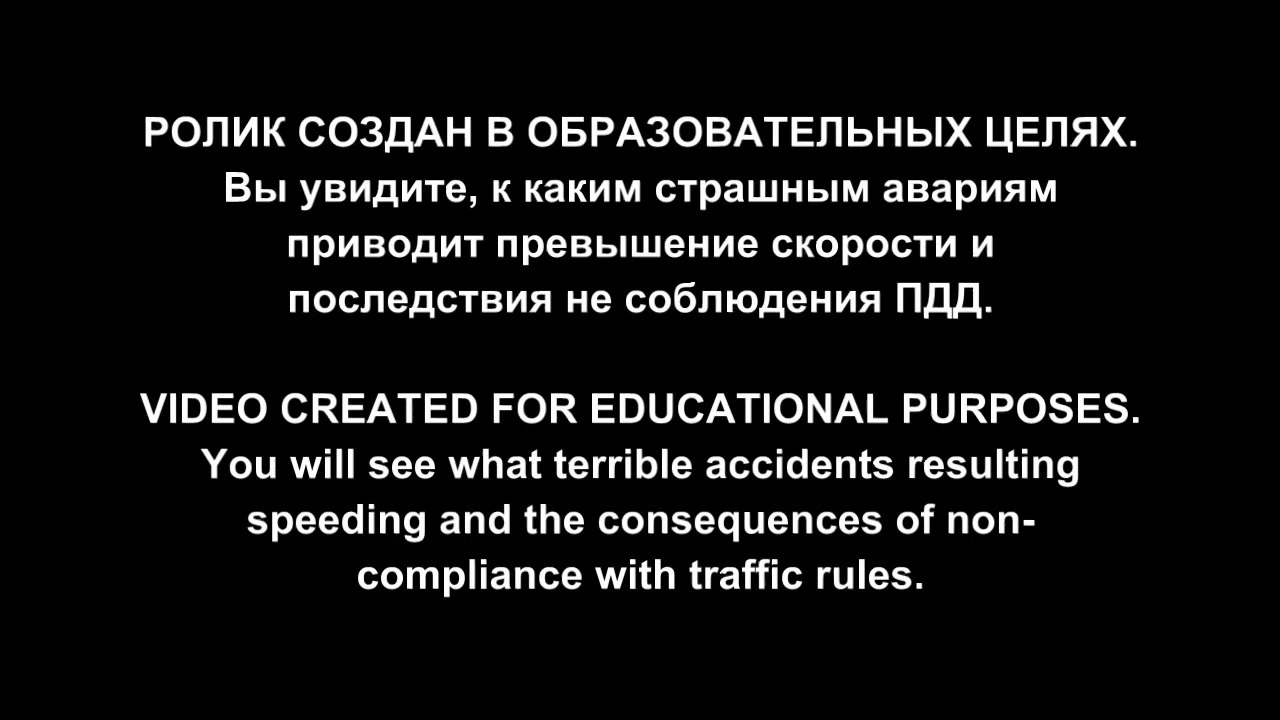 РОЛИК СОЗДАН В ОБРАЗОВАТЕЛЬНЫХ ЦЕЛЯХ.
Вы увидите, к каким страшным авариям
приводит превышение скорости и
последствия не соблюдения ПДД.
VIDEO CREATED FOR EDUCATIONAL PURPOSES.
You will see what terrible accidents resulting
speeding and the consequences of non-
compliance with traffic rules.